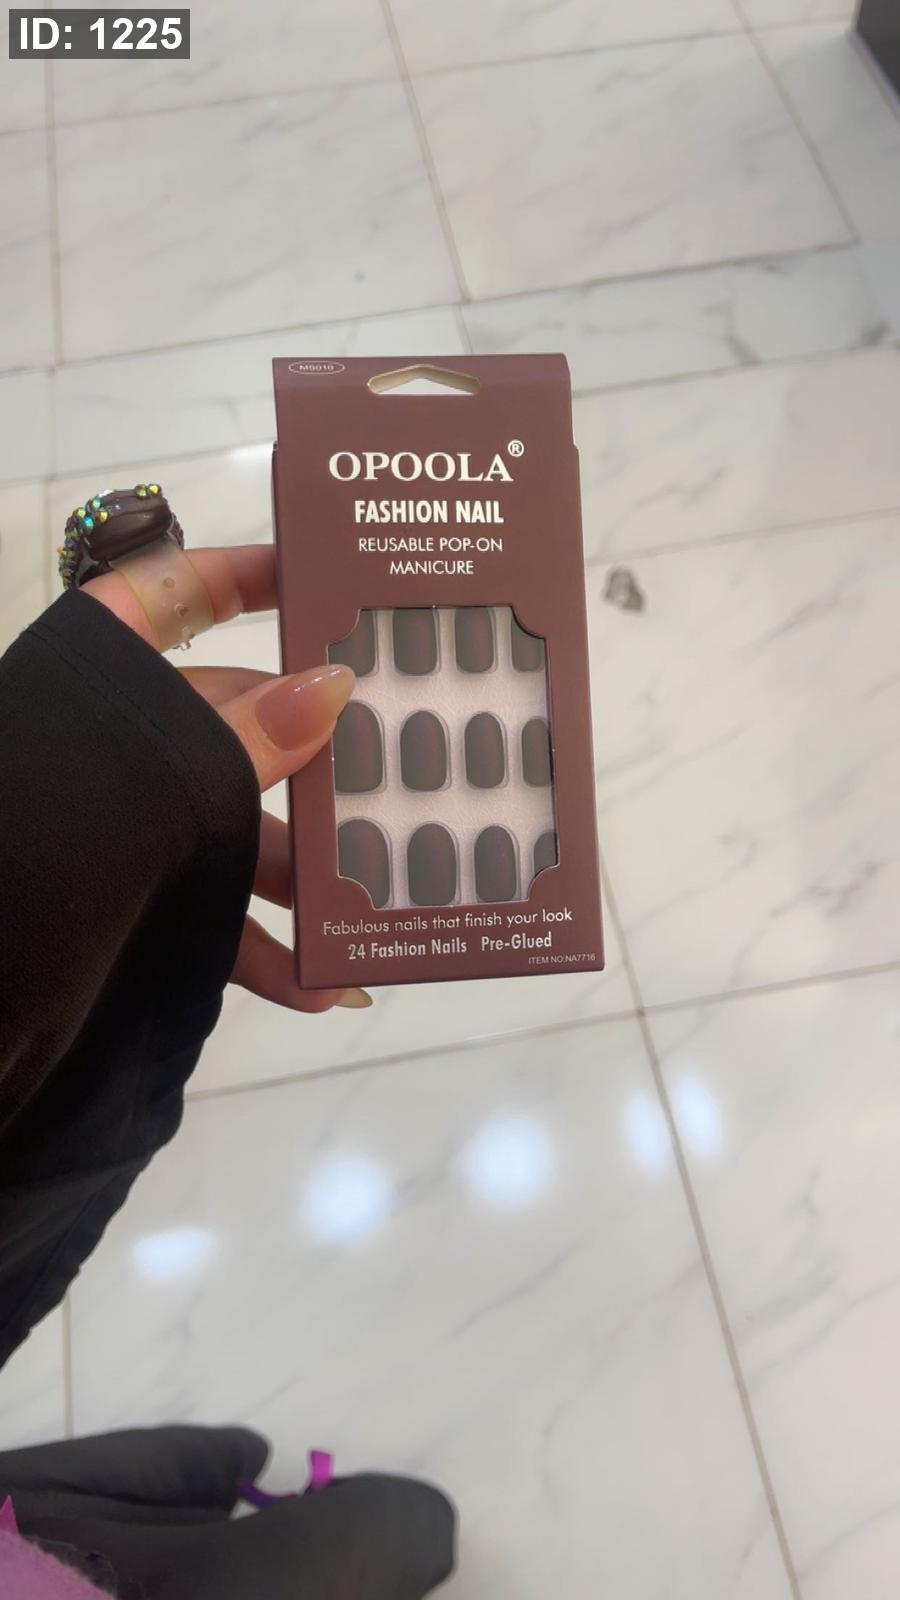 ID: 1225
MS010
OPOOLA®
FASHION NAIL
REUSABLE POP-ON
MANICURE
Fabulous nails that finish your look
24 Fashion Nails Pre-Glued
ITEM NO.NA7716